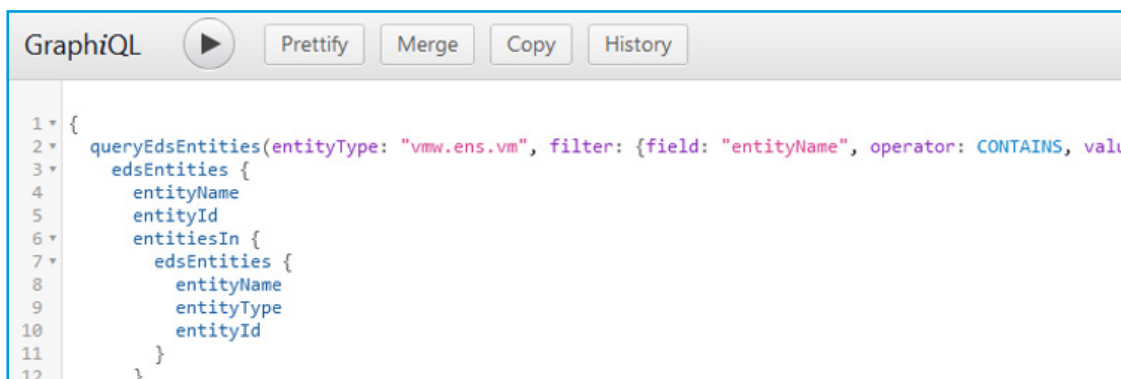 GraphiQL Prettify Merge Copy History
1 {
2 queryEdsEntities(entityType: "vmw.ens.vm", filter: {field: "entityName", operator: CONTAINS, valu
3 edsEntities {
4 entityName
5 entityId
6 entitiesIn {
7 edsEntities {
8 entityName
9 entityType
10 entityId
11 }
12 }